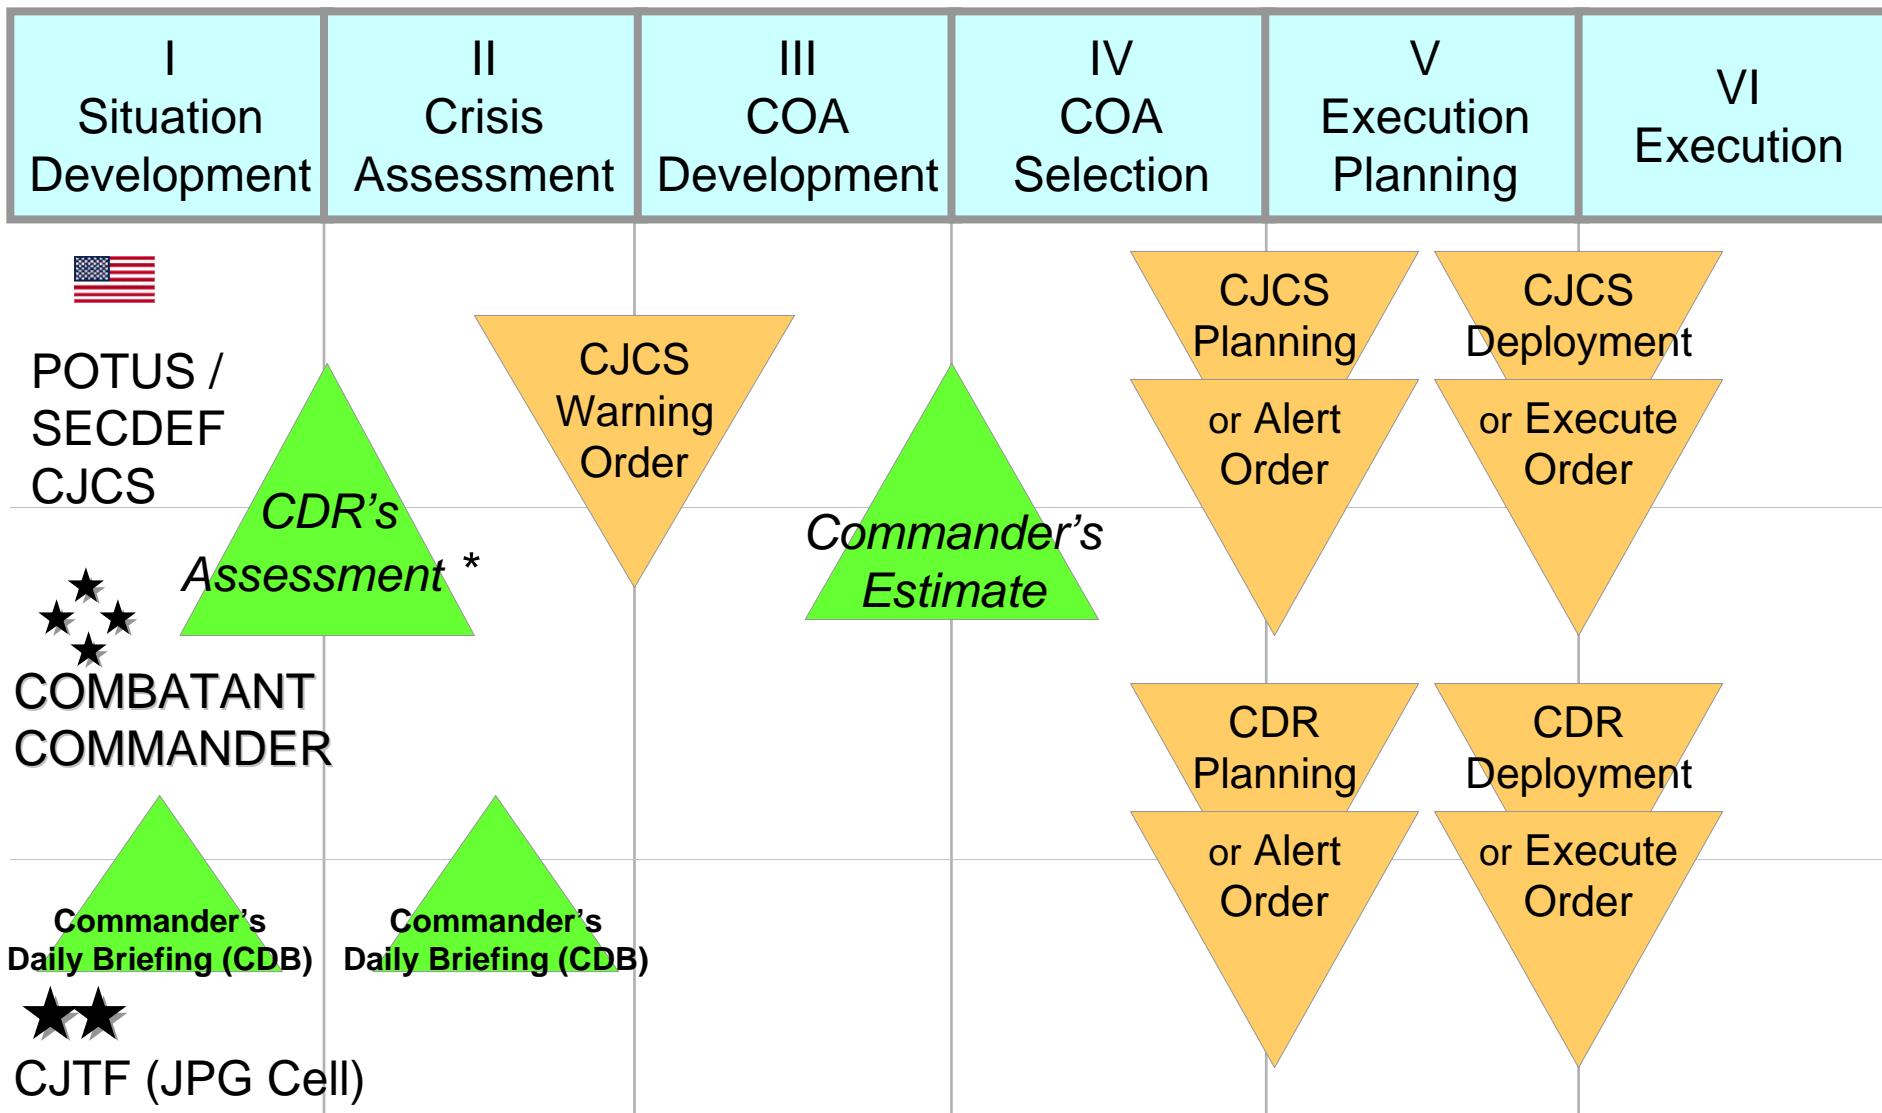 I
Situation
Development
II
Crisis
Assessment
III
COA
Development
IV
COA
Selection
V
Execution
Planning
VI
Execution
POTUS /
SECDEF
CJCS
CDR's
Assessment *
CJCS
Warning
Order
Commander's
Estimate
CJCS
Planning
or Alert
Order
CJCS
Deployment
or Execute
Order
COMBATANT
COMMANDER
CDR
Planning
or Alert
Order
CDR
Deployment
or Execute
Order
Commander's
Daily Briefing (CDB)
Commander's
Daily Briefing (CDB)
CJTF (JPG Cell)